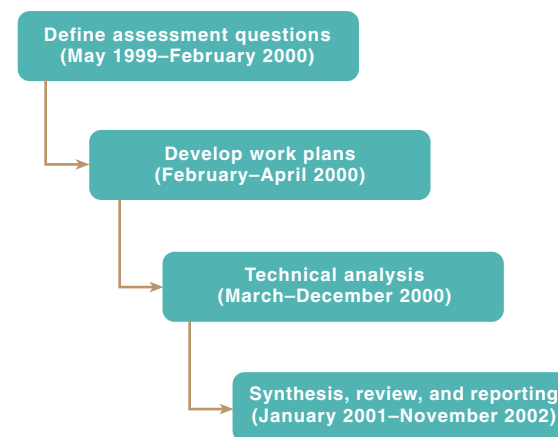 Define assessment questions
(May 1999–February 2000)
Develop work plans
(February–April 2000)
Technical analysis
(March–December 2000)
Synthesis, review, and reporting
(January 2001–November 2002)